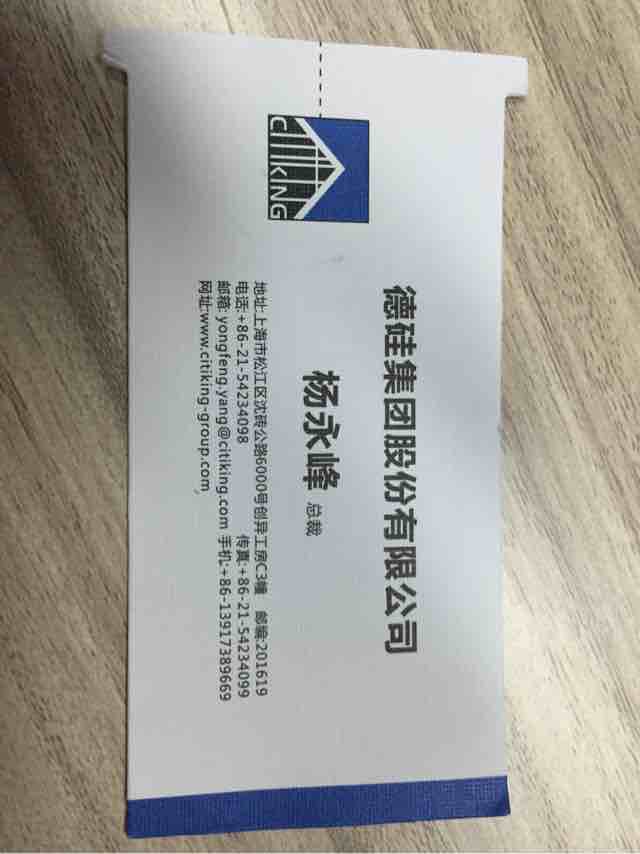 CITIKING
德硅集团股份有限公司
杨永峰 总裁
地址:上海市松江区沈砖公路6000号创异工房C3幢 邮编:201619
电话:+86-21-54234098 传真:+86-21-54234099
邮箱: yongfeng.yang@citiking.com 手机:+86-13917389669
网址:www.citiking-group.com